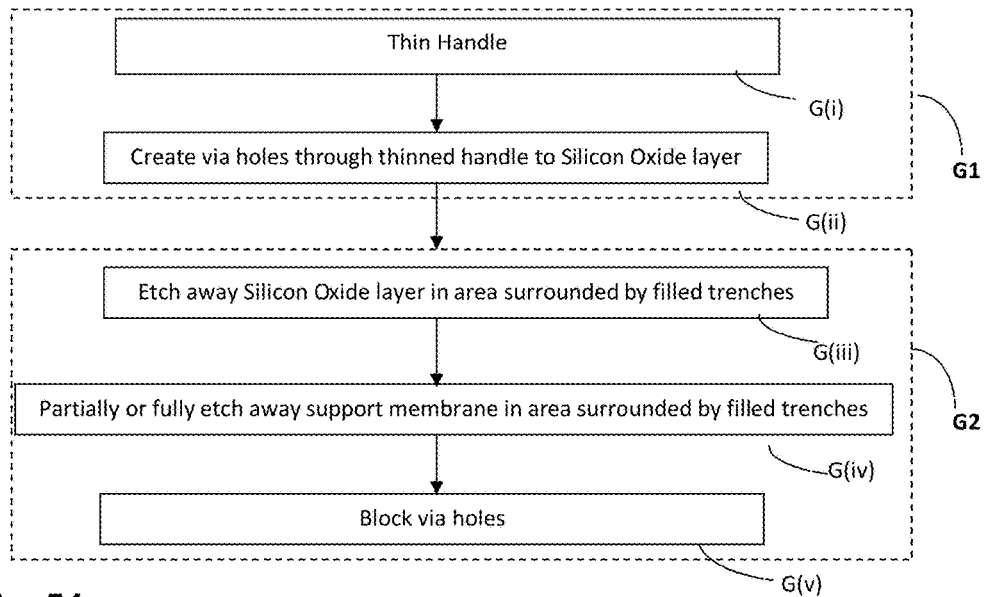 Thin Handle
G(i)
Create via holes through thinned handle to Silicon Oxide layer
G1
G(ii)
Etch away Silicon Oxide layer in area surrounded by filled trenches
G(iii)
Partially or fully etch away support membrane in area surrounded by filled trenches
G2
G(iv)
Block via holes
G(v)